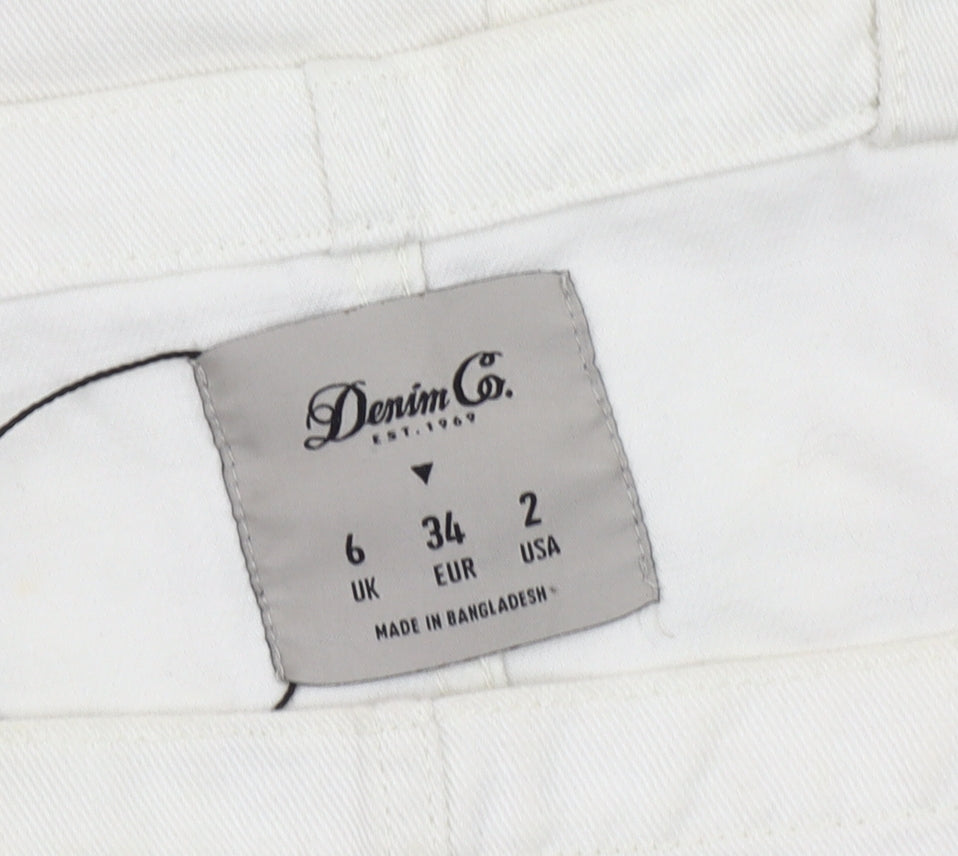 Denim Co.
EST. 1969
6 34 2
UK EUR USA
MADE IN BANGLADESH